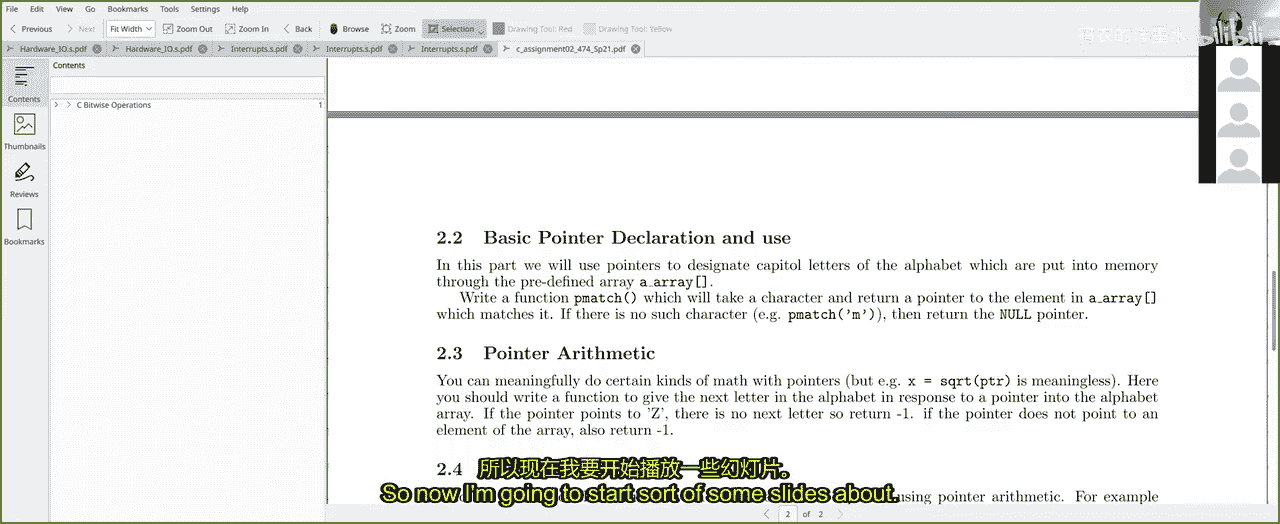 File Edit View Go Bookmarks Tools Settings Help
Previous Next Fit Width Zoom Out Zoom In Back Browse Zoom Selection Drawing Tool: Red Drawing Tool: Yellow
Hardware_IO.s.pdf Hardware_IO.s.pdf Interrupts.s.pdf Interrupts.s.pdf Interrupts.s.pdf c_assignment02_474_Sp21.pdf
bilibili
Contents
Contents
C Bitwise Operations 1
Thumbnails
Reviews
Bookmarks
2.2 Basic Pointer Declaration and use
In this part we will use pointers to designate capitol letters of the alphabet which are put into memory
through the pre-defined array a_array[].
Write a function pmatch() which will take a character and return a pointer to the element in a_array[]
which matches it. If there is no such character (e.g. pmatch('m')), then return the NULL pointer.
2.3 Pointer Arithmetic
You can meaningfully do certain kinds of math with pointers (but e.g. x = sqrt(ptr) is meaningless). Here
you should write a function to give the next letter in the alphabet in response to a pointer into the alphabet
array. If the pointer points to 'Z', there is no next letter so return -1. if the pointer does not point to an
element of the array, also return -1.
2.4
所以现在我要开始播放一些幻灯片。
So now I'm going to start sort of some slides about.
using pointer arithmetic. For example
2 of 2